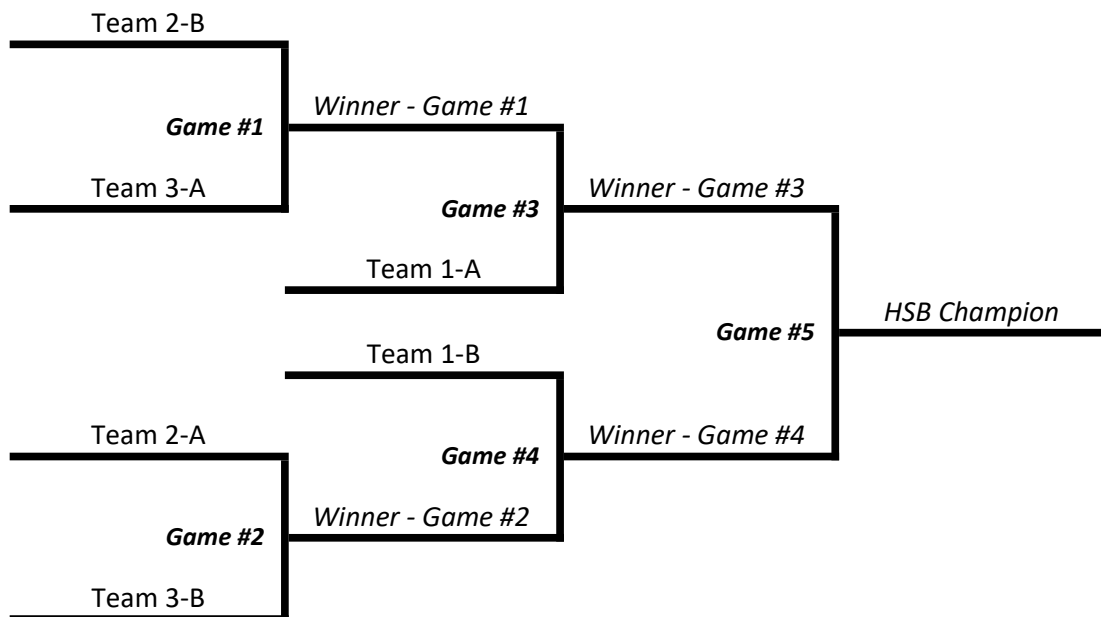 Team 2-B
Winner - Game #1
Game #1
Team 3-A
Winner - Game #3
Game #3
Team 1-A
HSB Champion
Game #5
Team 1-B
Team 2-A
Winner - Game #4
Game #4
Winner - Game #2
Game #2
Team 3-B